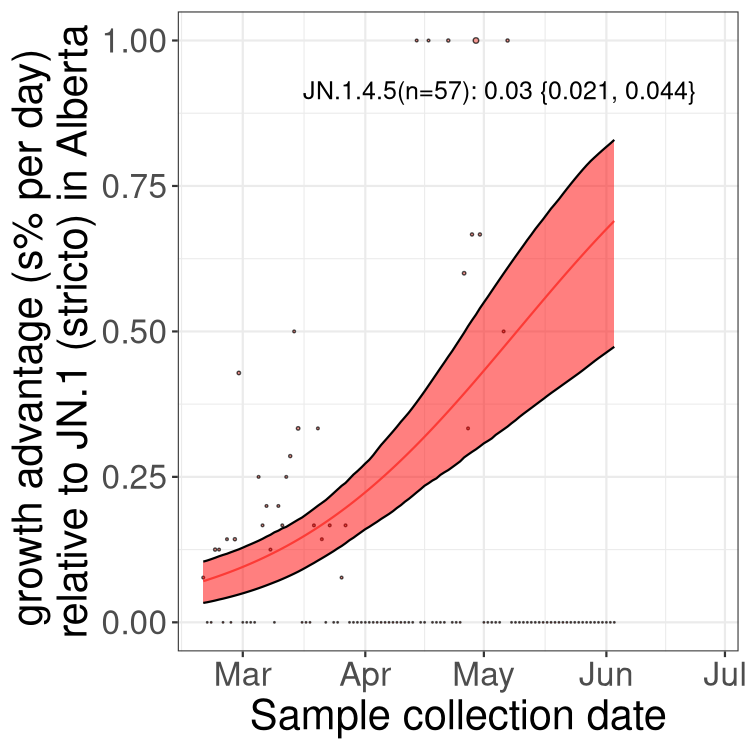 growth advantage (s% per day)
relative to JN.1 (stricto) in Alberta
1.00
0.75
0.50
0.25
0.00
JN.1.4.5(n=57): 0.03 {0.021, 0.044}
Mar Apr May Jun Jul
Sample collection date